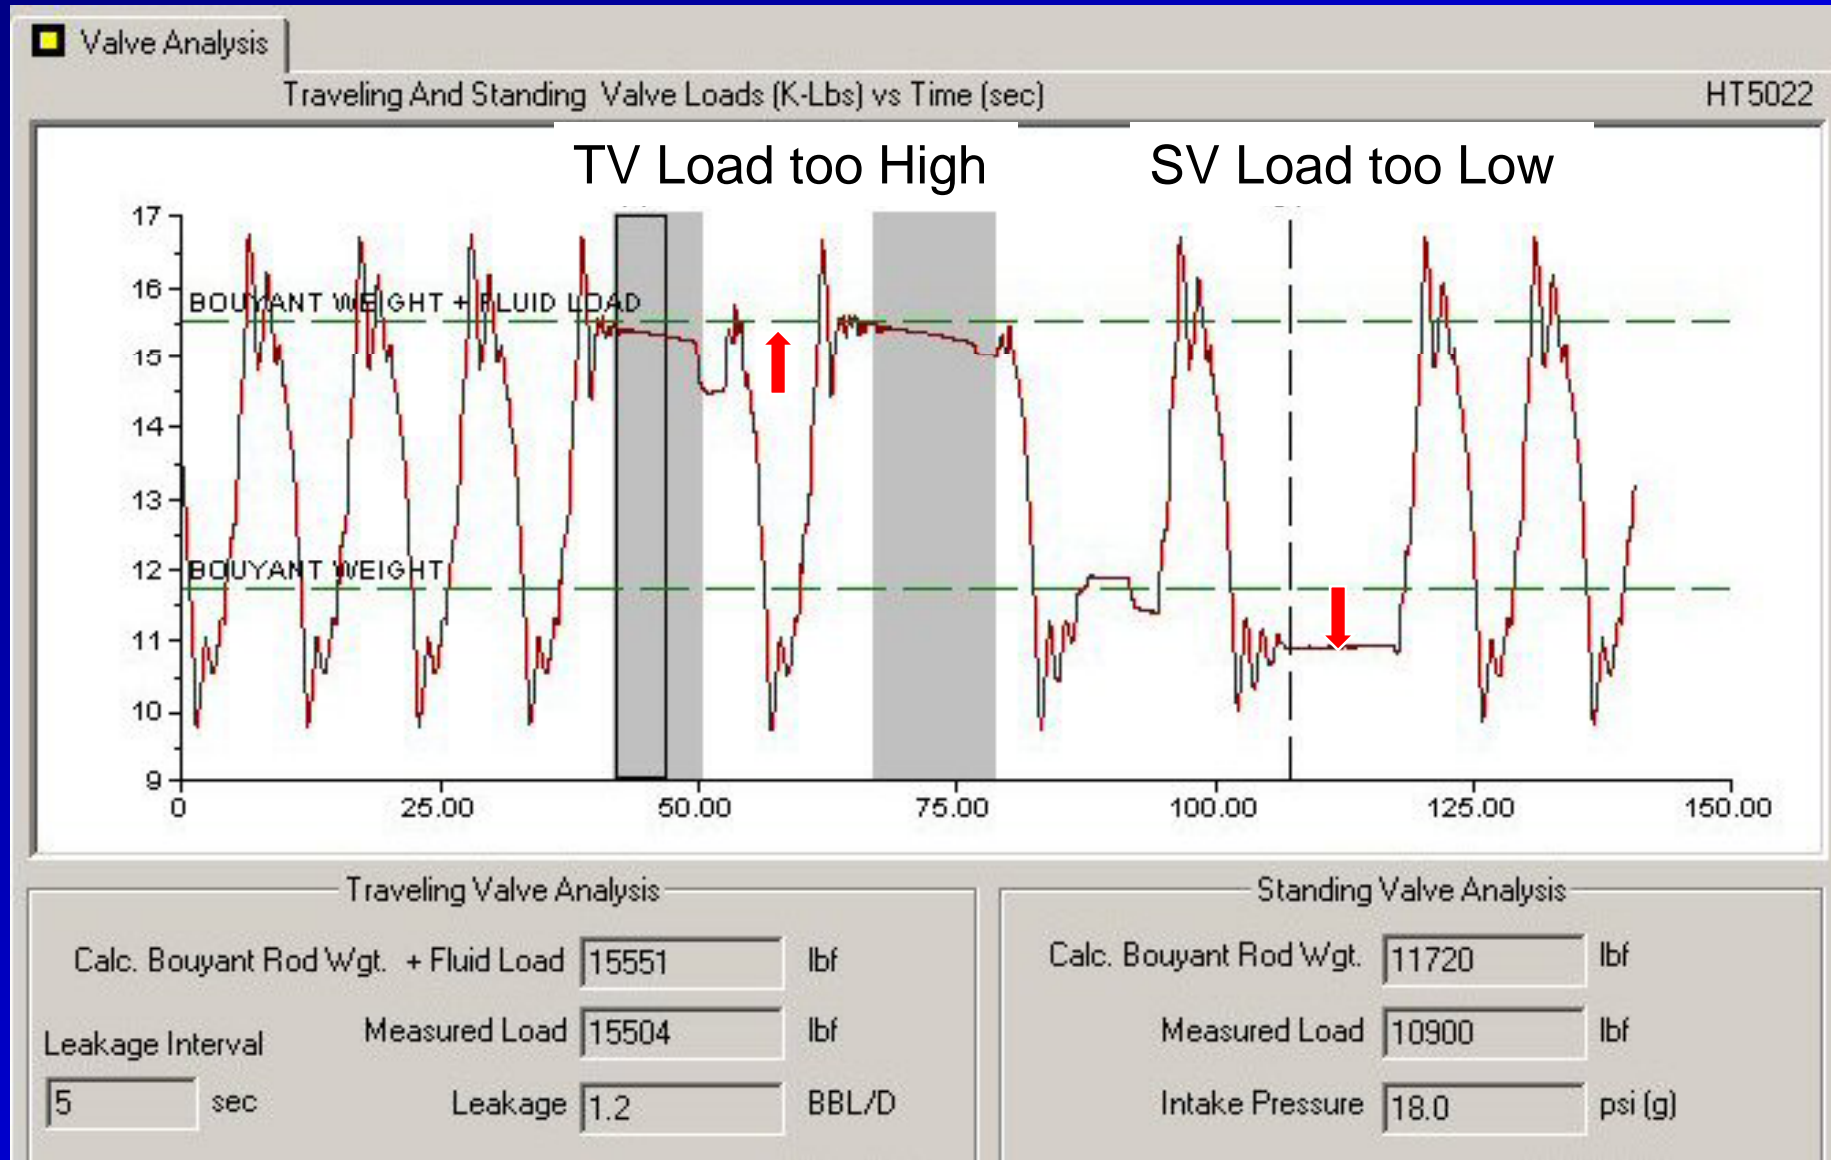 Valve Analysis
Traveling And Standing Valve Loads (K-Lbs) vs Time (sec) HT5022
TV Load too High SV Load too Low
17
16
BOUYANT WEIGHT + FLUID LOAD
15
14
13
12
BOUYANT WEIGHT
11
10
9
0 25.00 50.00 75.00 100.00 125.00 150.00
Traveling Valve Analysis
Calc. Bouyant Rod Wgt. + Fluid Load 15551 lbf
Measured Load 15504 lbf
Leakage Interval
5 sec
Leakage 1.2 BBL/D
Standing Valve Analysis
Calc. Bouyant Rod Wgt. 11720 lbf
Measured Load 10900 lbf
Intake Pressure 18.0 psi (g)